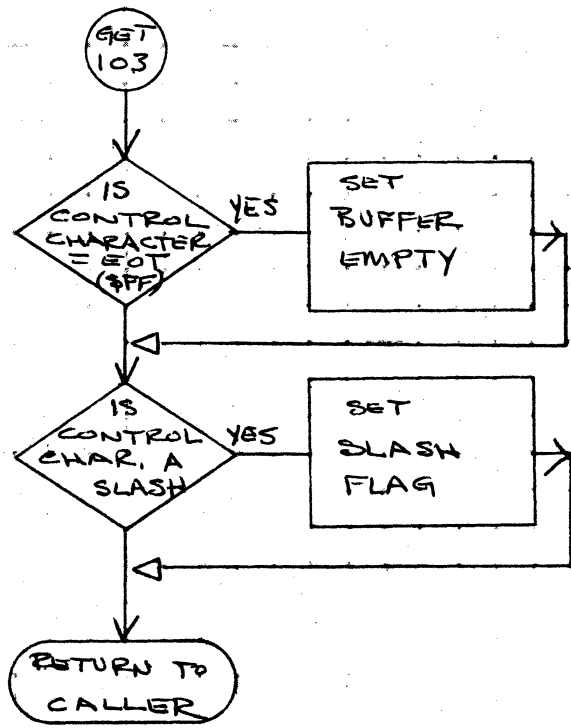 GET
103
IS
CONTROL
CHARACTER
= EOT
($FF)
YES
SET
BUFFER
EMPTY
IS
CONTROL
CHAR. A
SLASH
YES
SET
SLASH
FLAG
RETURN TO
CALLER